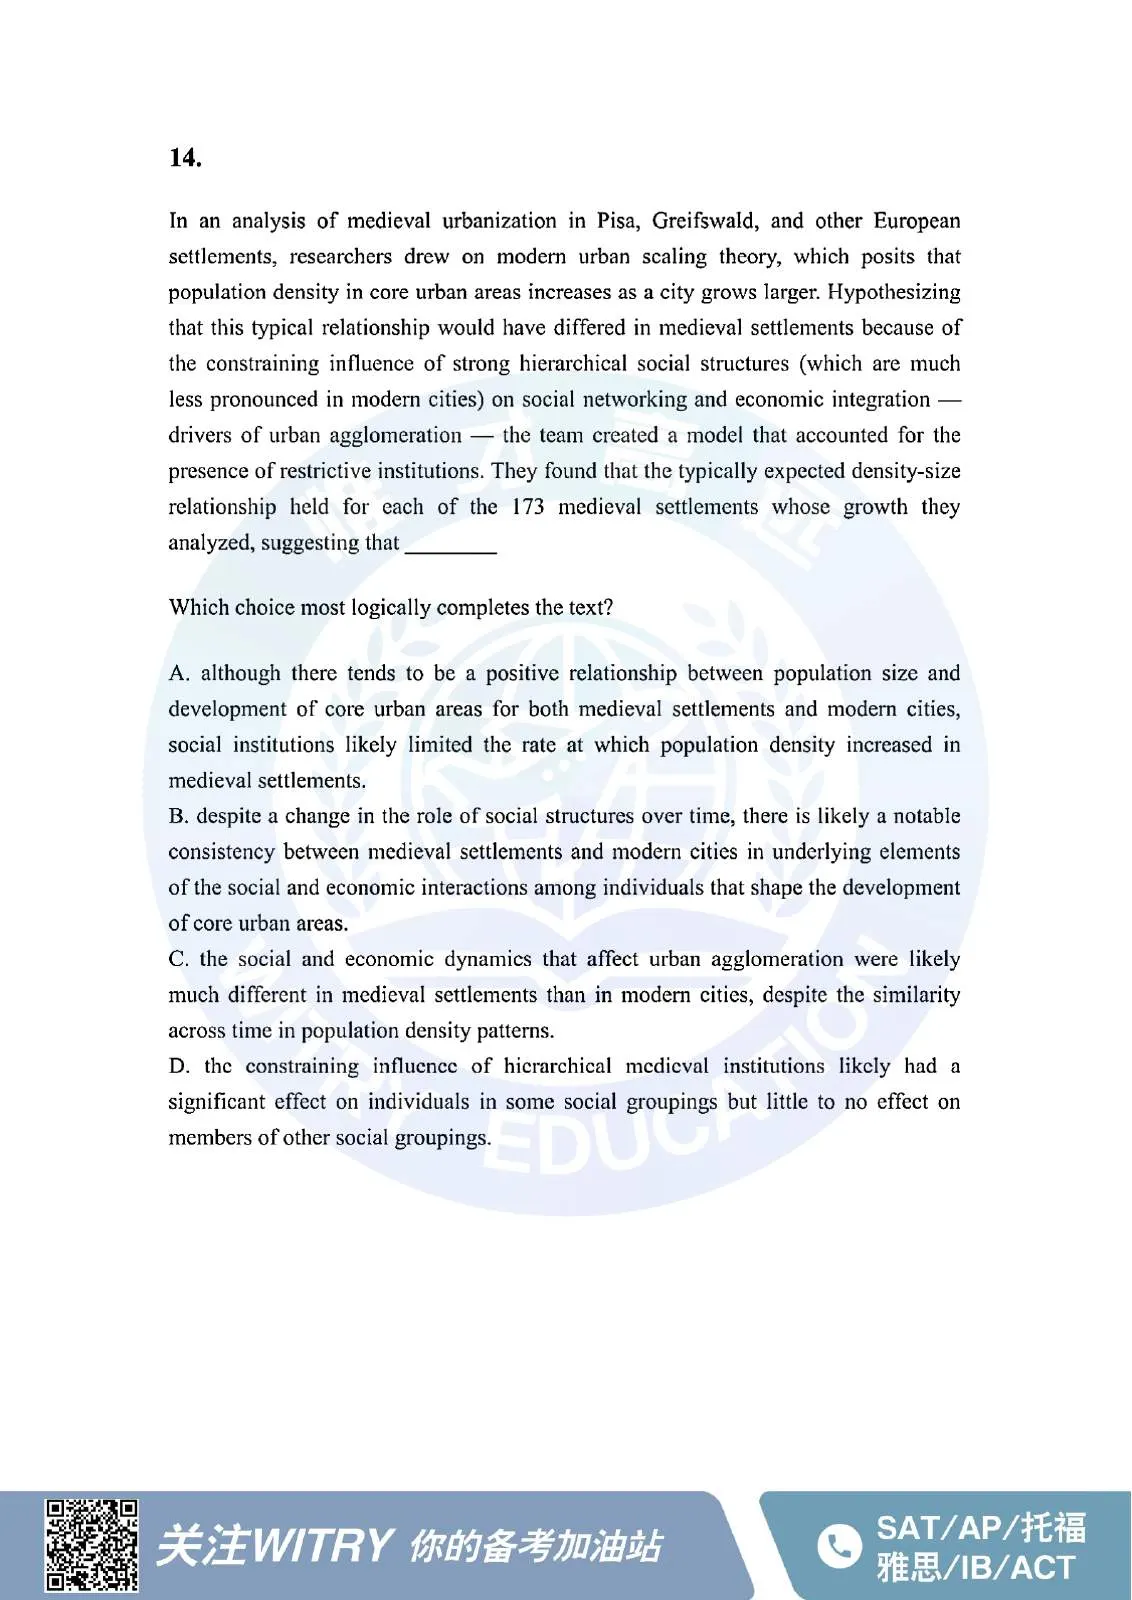 14.
In an analysis of medieval urbanization in Pisa, Greifswald, and other European
settlements, researchers drew on modern urban scaling theory, which posits that
population density in core urban areas increases as a city grows larger. Hypothesizing
that this typical relationship would have differed in medieval settlements because of
the constraining influence of strong hierarchical social structures (which are much
less pronounced in modern cities) on social networking and economic integration —
drivers of urban agglomeration — the team created a model that accounted for the
presence of restrictive institutions. They found that the typically expected density-size
relationship held for each of the 173 medieval settlements whose growth they
analyzed, suggesting that ________
Which choice most logically completes the text?
A. although there tends to be a positive relationship between population size and
development of core urban areas for both medieval settlements and modern cities,
social institutions likely limited the rate at which population density increased in
medieval settlements.
B. despite a change in the role of social structures over time, there is likely a notable
consistency between medieval settlements and modern cities in underlying elements
of the social and economic interactions among individuals that shape the development
of core urban areas.
C. the social and economic dynamics that affect urban agglomeration were likely
much different in medieval settlements than in modern cities, despite the similarity
across time in population density patterns.
D. the constraining influence of hierarchical medieval institutions likely had a
significant effect on individuals in some social groupings but little to no effect on
members of other social groupings.
WITRY EDUCATION
关注WITRY 你的备考加油站
SAT/AP/托福
雅思/IB/ACT